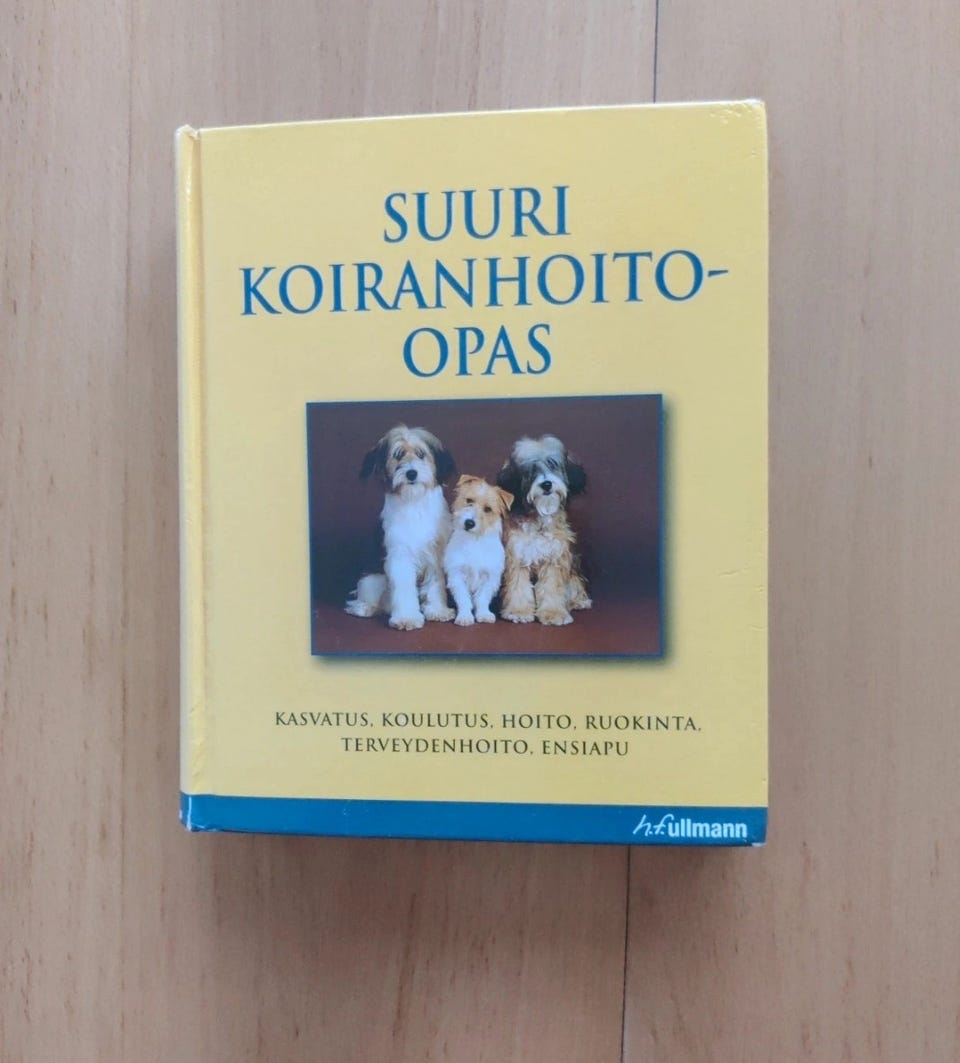 SUURI
KOIRANHOITO-
OPAS
KASVATUS, KOULUTUS, HOITO, RUOKINTA,
TERVEYDENHOITO, ENSIAPU
h.f.ullmann